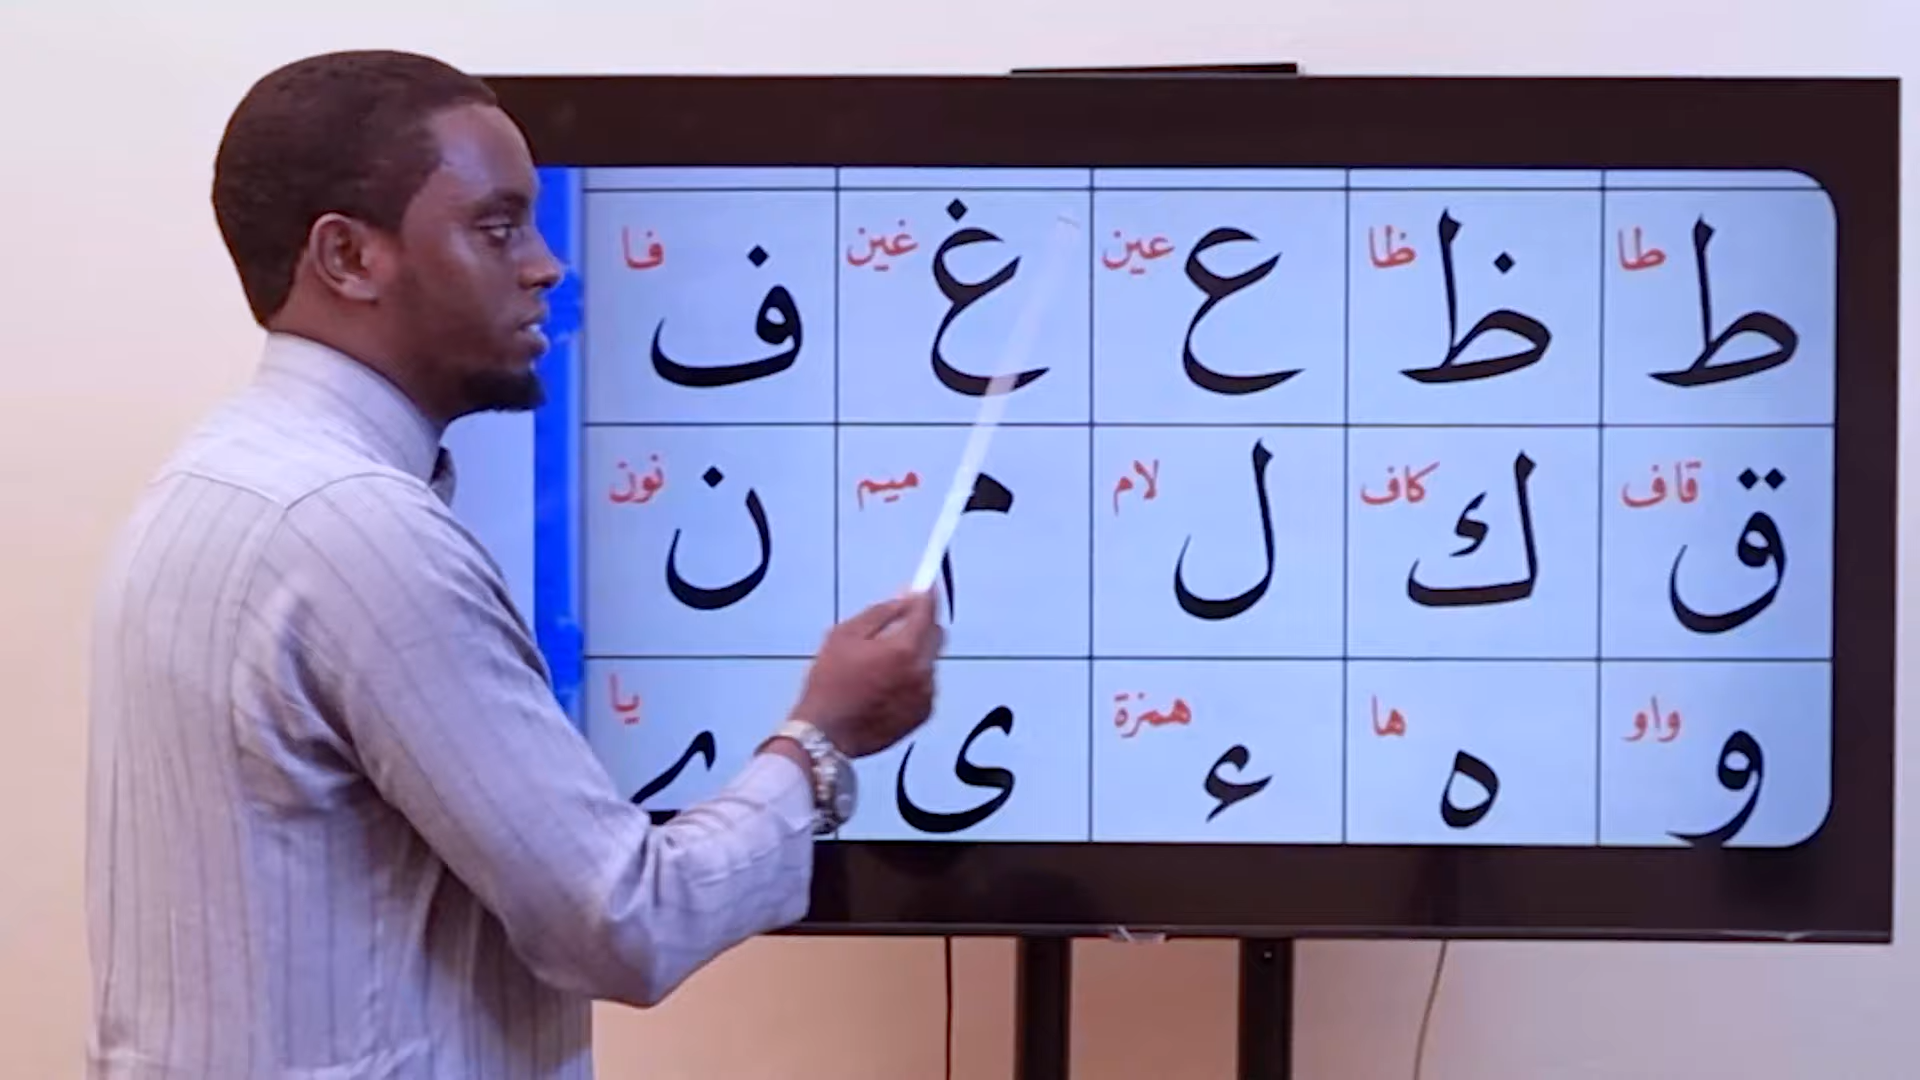 ط طا ظ ظا ع عين غ غين ف فا
ق قاف ك كاف ل لام م ميم ن نون
و واو ه ها ء همزة ى ے يا